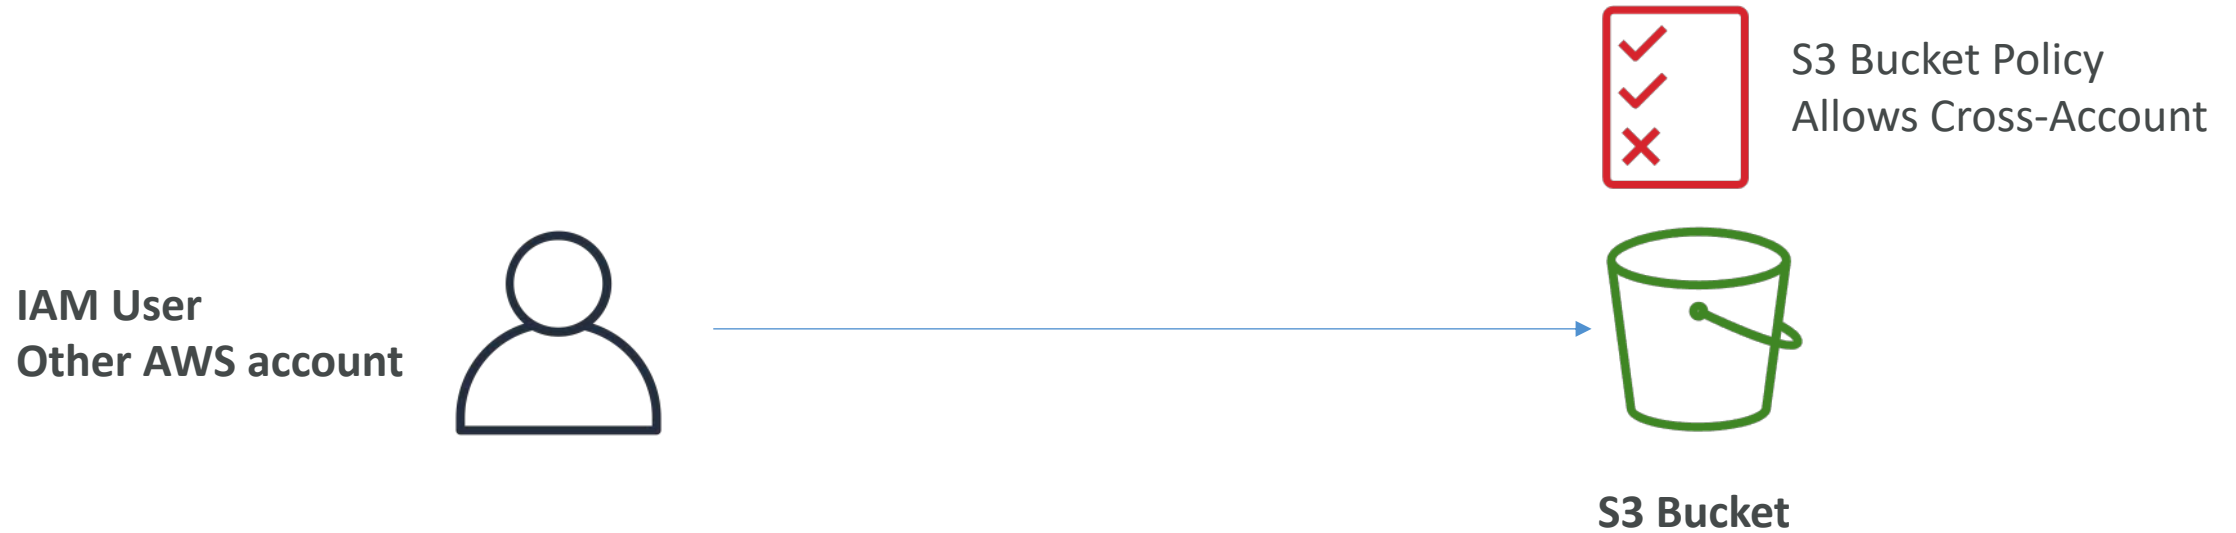 S3 Bucket Policy
Allows Cross-Account
IAM User
Other AWS account
S3 Bucket